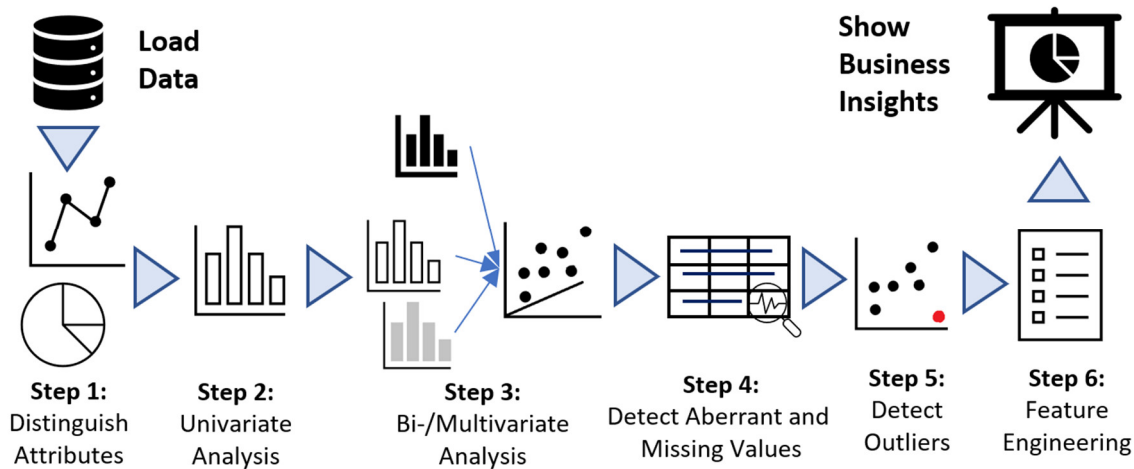 Load
Data
Show
Business
Insights
Step 1:
Distinguish
Attributes
Step 2:
Univariate
Analysis
Step 3:
Bi-/Multivariate
Analysis
Step 4:
Detect Aberrant and
Missing Values
Step 5:
Detect
Outliers
Step 6:
Feature
Engineering